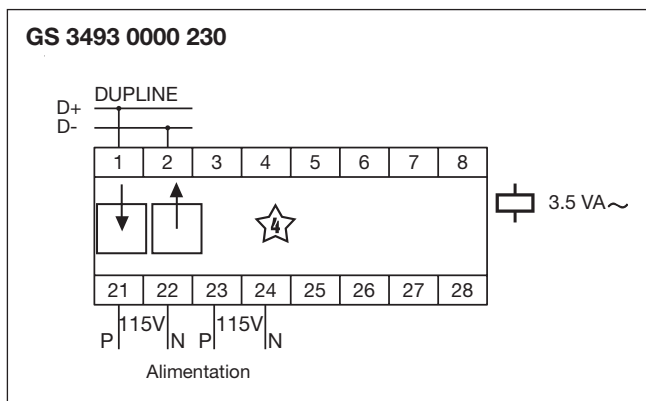 GS 3493 0000 230
DUPLINE
D+
D-
1 2 3 4 5 6 7 8
4
3.5 VA~
21 22 23 24 25 26 27 28
P 115V N P 115V N
Alimentation